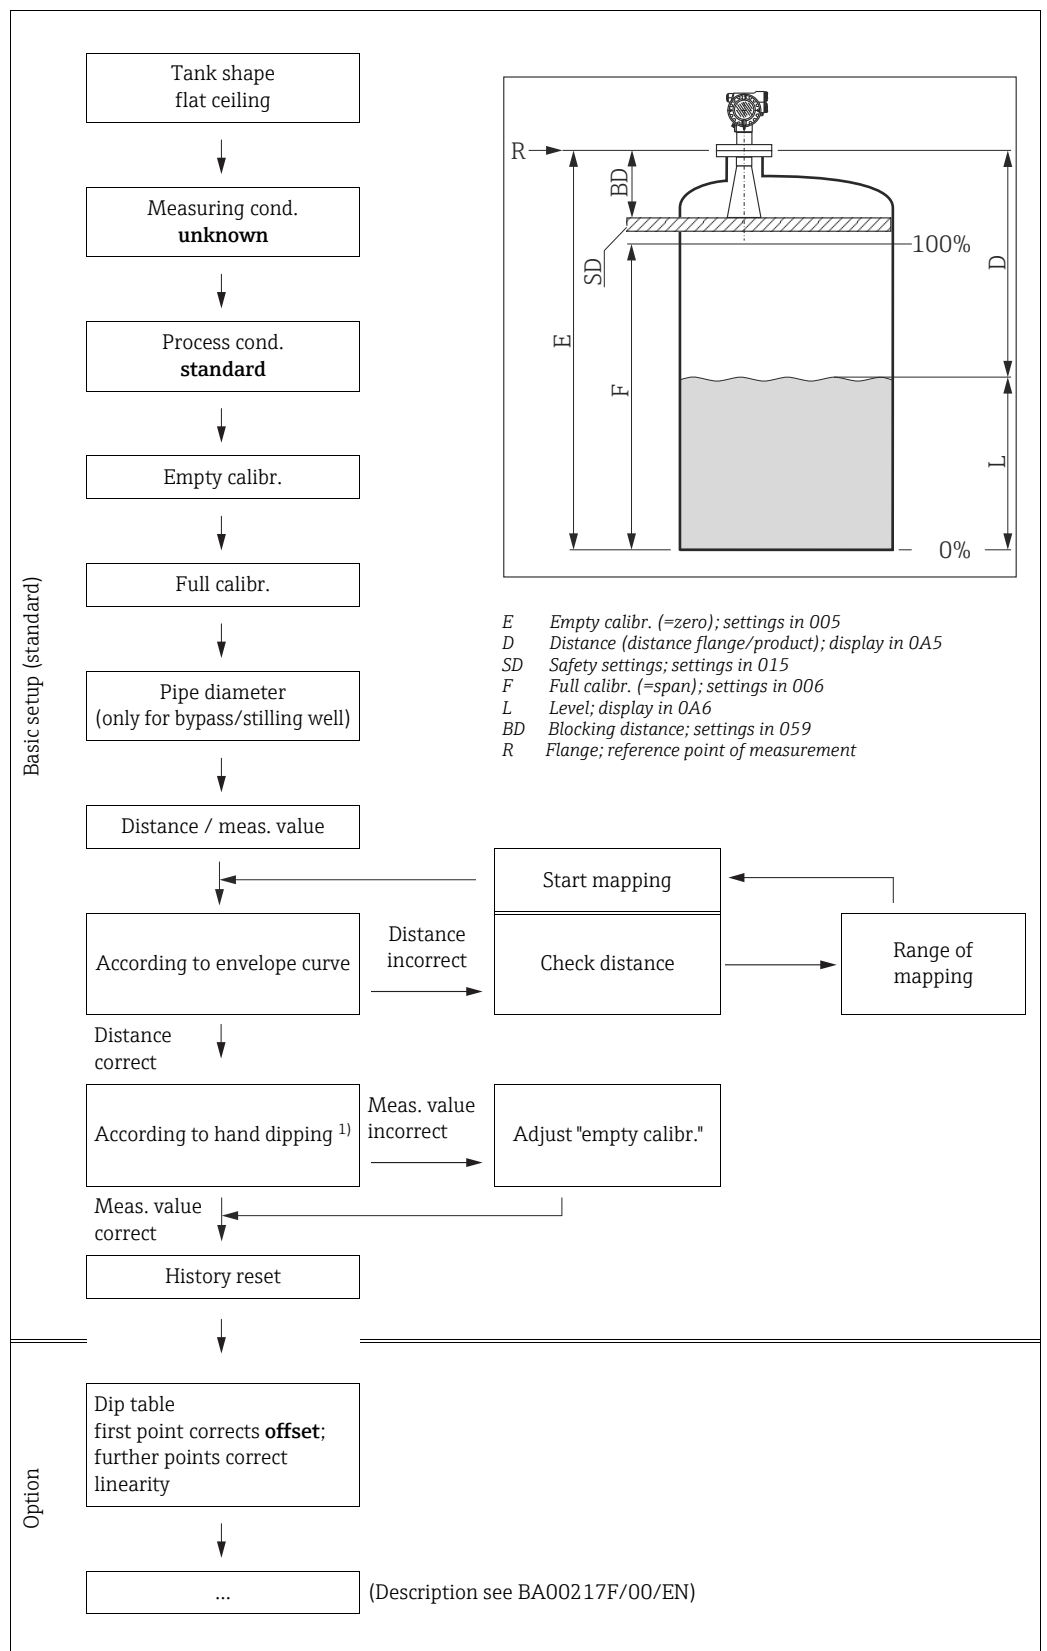 Tank shape
flat ceiling
Measuring cond.
unknown
Process cond.
standard
Empty calibr.
Full calibr.
Pipe diameter
(only for bypass/stilling well)
Distance / meas. value
Basic setup (standard)
R
BD
SD
100%
D
E
F
L
0%
E Empty calibr. (=zero); settings in 005
D Distance (distance flange/product); display in 0A5
SD Safety settings; settings in 015
F Full calibr. (=span); settings in 006
L Level; display in 0A6
BD Blocking distance; settings in 059
R Flange; reference point of measurement
Start mapping
According to envelope curve
Distance
incorrect
Check distance
Range of
mapping
Distance
correct
According to hand dipping 1)
Meas. value
incorrect
Adjust "empty calibr."
Meas. value
correct
History reset
Option
Dip table
first point corrects offset;
further points correct
linearity
...
(Description see BA00217F/00/EN)